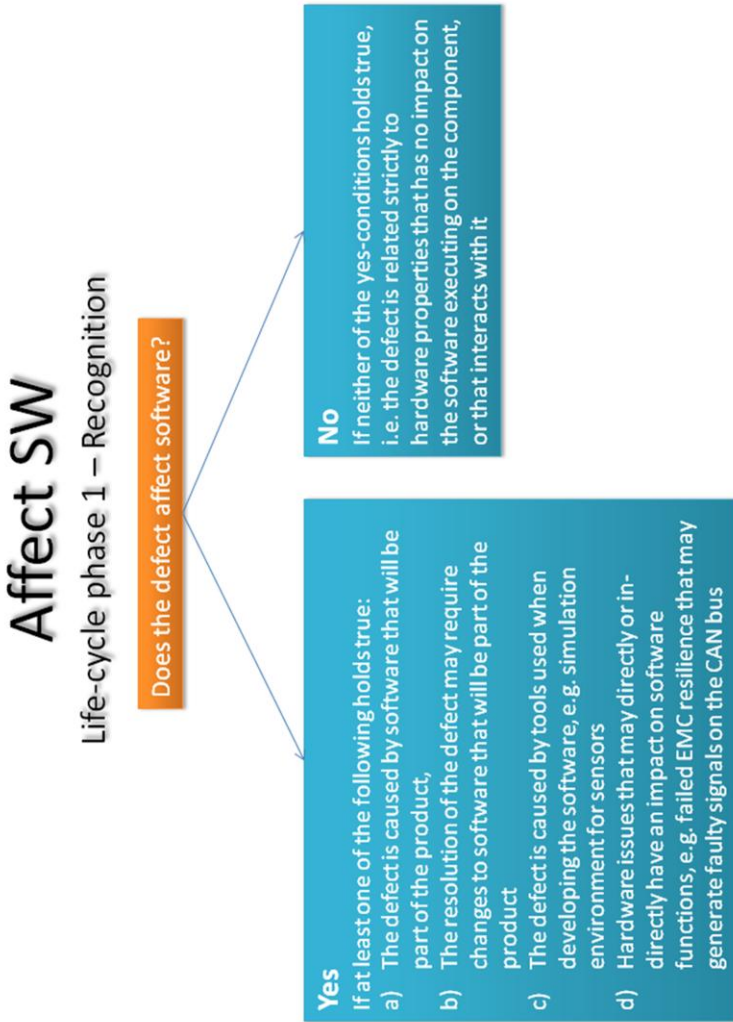 Affect SW
Life-cycle phase 1 – Recognition
Does the defect affect software?
Yes
If at least one of the following holds true:
a) The defect is caused by software that will be
part of the product,
b) The resolution of the defect may require
changes to software that will be part of the
product
c) The defect is caused by tools used when
developing the software, e.g. simulation
environment for sensors
d) Hardware issues that may directly or in-
directly have an impact on software
functions, e.g. failed EMC resilience that may
generate faulty signals on the CAN bus
No
If neither of the yes-conditions holds true,
i.e. the defect is related strictly to
hardware properties that has no impact on
the software executing on the component,
or that interacts with it